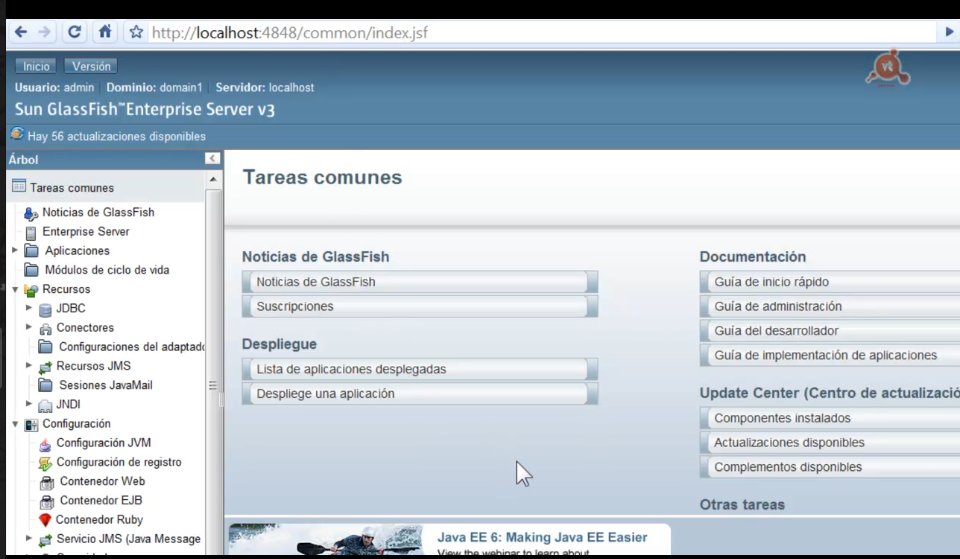 http://localhost:4848/common/index.jsf
Inicio Versión
Usuario: admin Dominio: domain1 Servidor: localhost
Sun GlassFish™ Enterprise Server v3
Hay 56 actualizaciones disponibles
Árbol
Tareas comunes
Noticias de GlassFish
Enterprise Server
Aplicaciones
Módulos de ciclo de vida
Recursos
JDBC
Conectores
Configuraciones del adaptado
Recursos JMS
Sesiones JavaMail
JNDI
Configuración
Configuración JVM
Configuración de registro
Contenedor Web
Contenedor EJB
Contenedor Ruby
Servicio JMS (Java Message
Tareas comunes
Noticias de GlassFish
Noticias de GlassFish
Suscripciones
Despliegue
Lista de aplicaciones desplegadas
Despliege una aplicación
Documentación
Guía de inicio rápido
Guía de administración
Guía del desarrollador
Guía de implementación de aplicaciones
Update Center (Centro de actualizació
Componentes instalados
Actualizaciones disponibles
Complementos disponibles
Otras tareas
Java EE 6: Making Java EE Easier
View the webinar to learn about